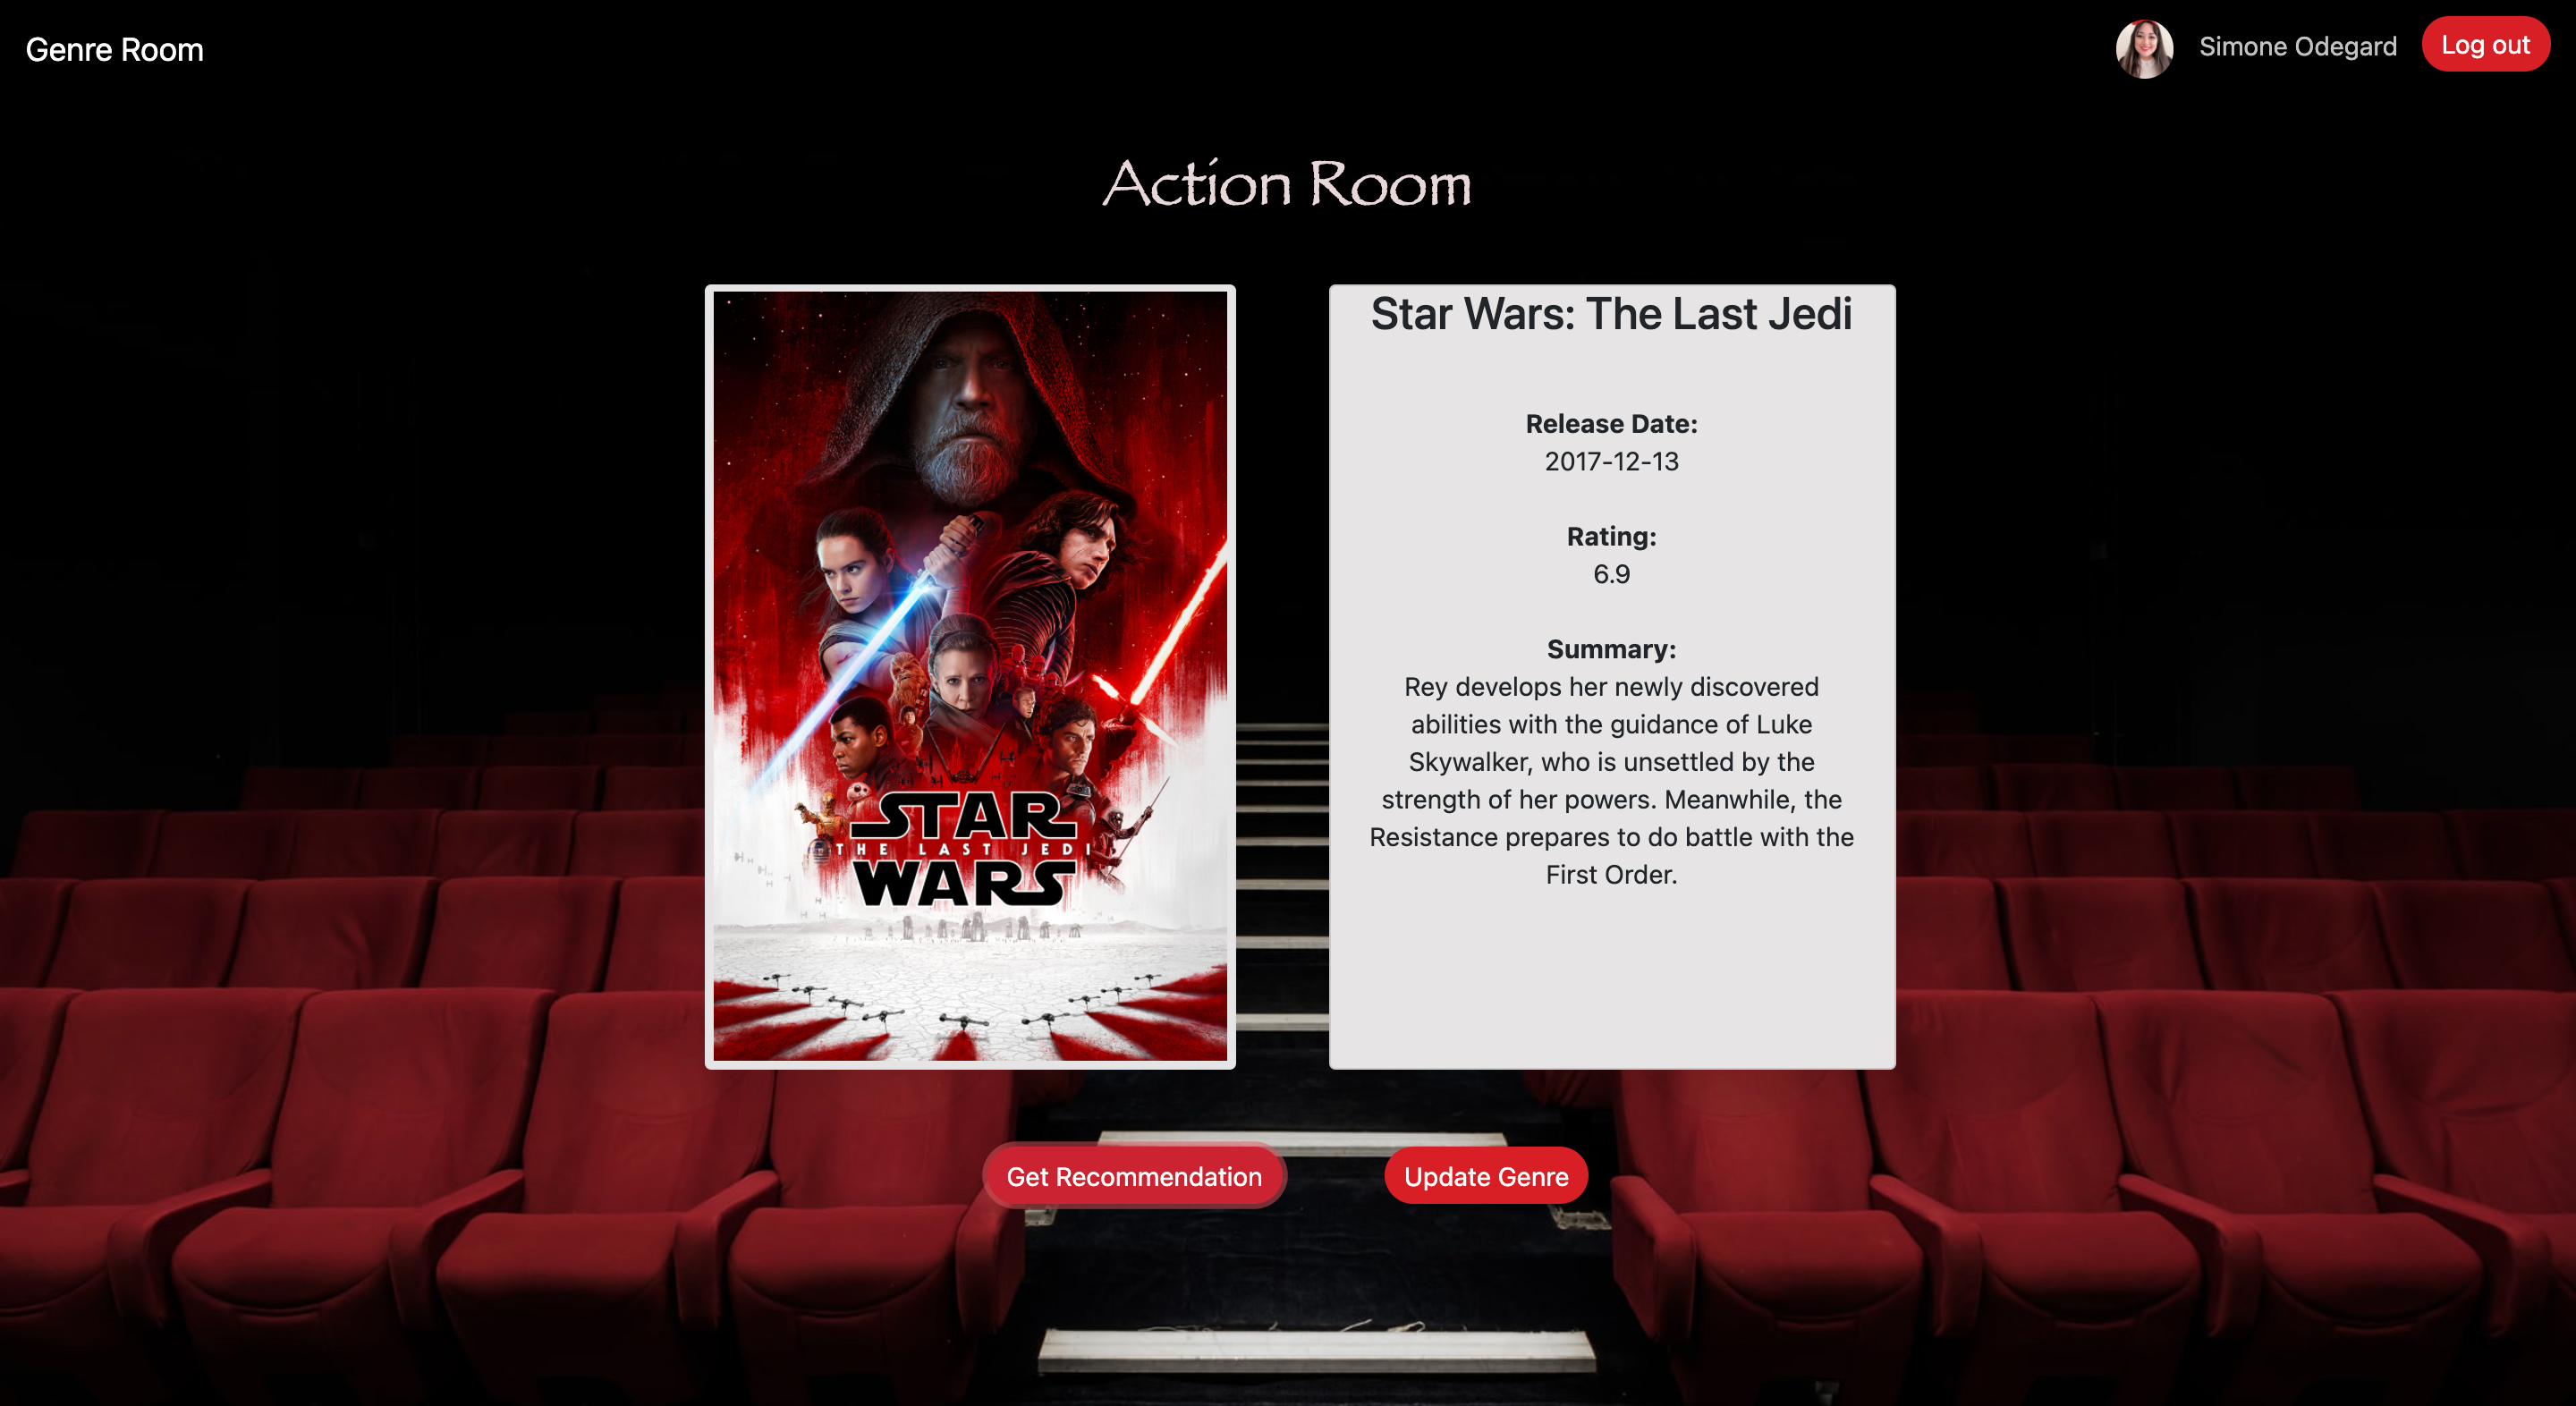 Genre Room
Simone Odegard
Log out
Action Room
STAR
THE LAST JEDI
WARS
Star Wars: The Last Jedi
Release Date:
2017-12-13
Rating:
6.9
Summary:
Rey develops her newly discovered
abilities with the guidance of Luke
Skywalker, who is unsettled by the
strength of her powers. Meanwhile, the
Resistance prepares to do battle with the
First Order.
Get Recommendation
Update Genre